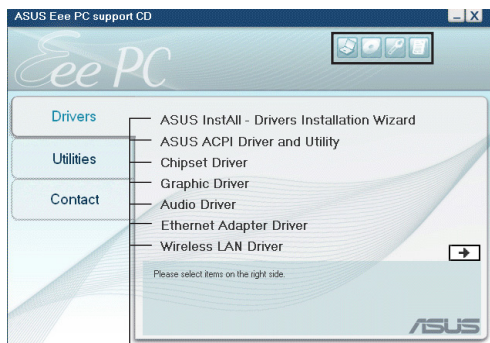 ASUS Eee PC support CD
Eee PC
Drivers
Utilities
Contact
ASUS InstAll - Drivers Installation Wizard
ASUS ACPI Driver and Utility
Chipset Driver
Graphic Driver
Audio Driver
Ethernet Adapter Driver
Wireless LAN Driver
Please select items on the right side.
ASUS